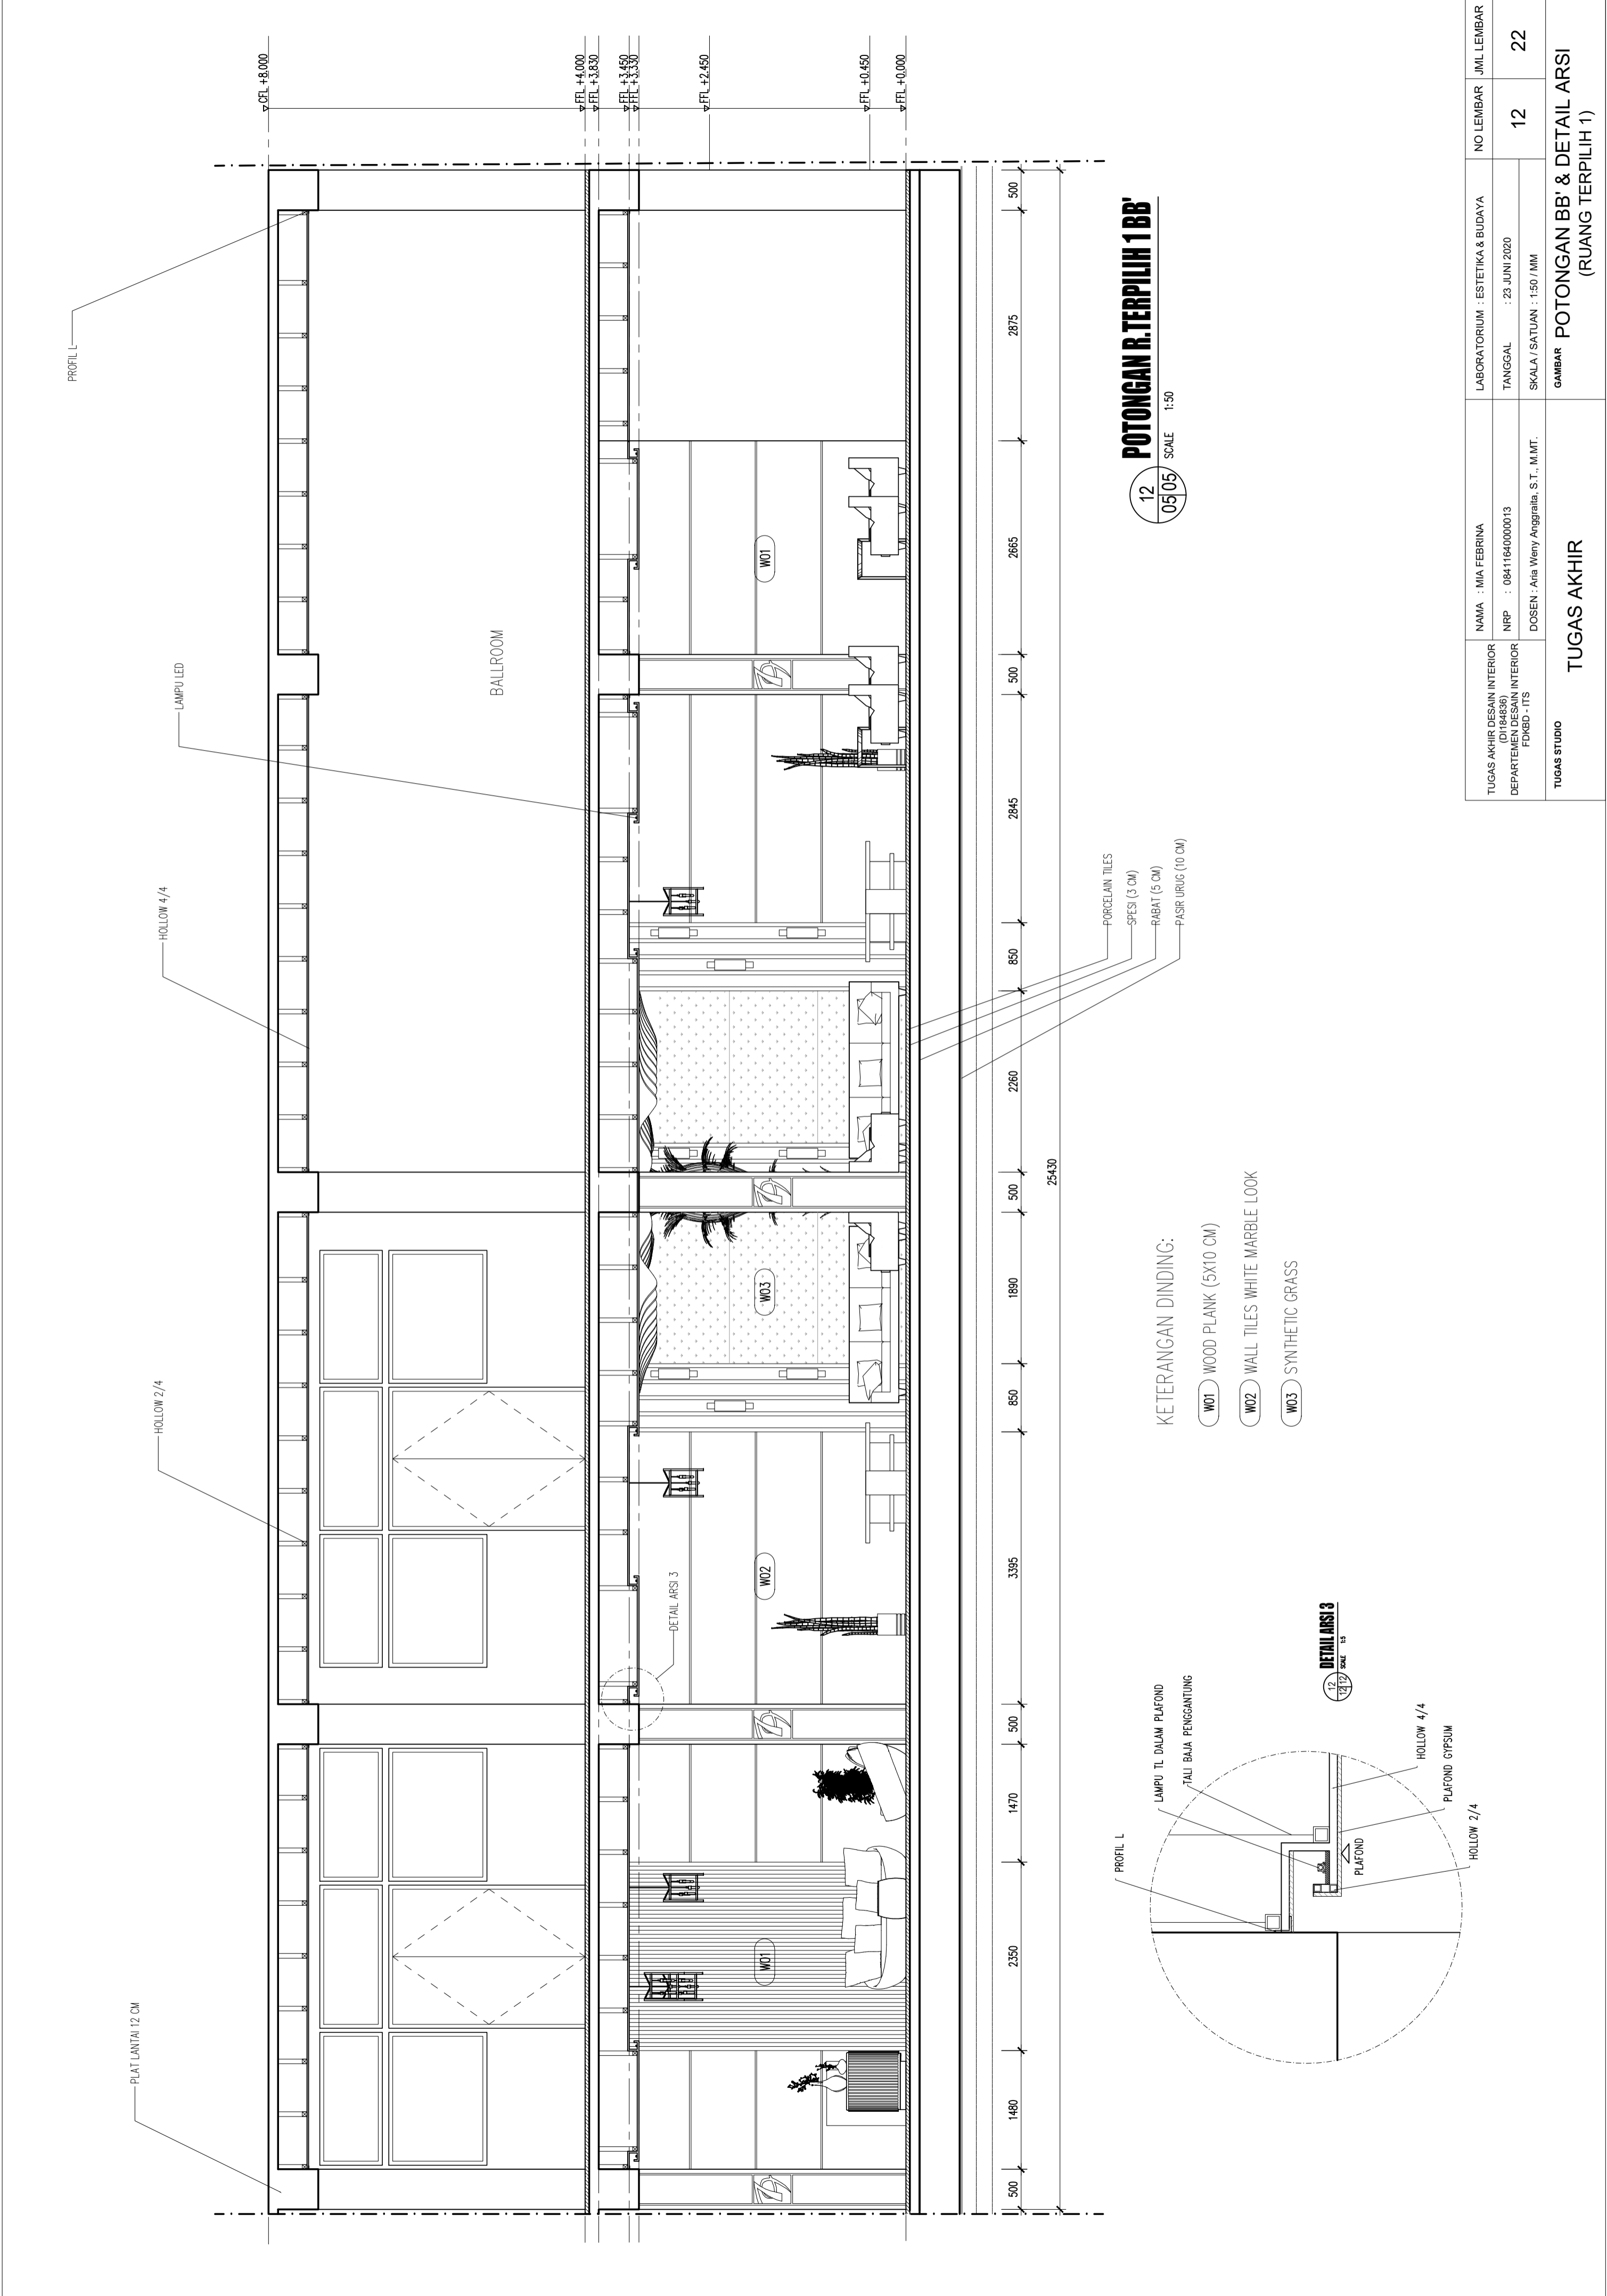 PROFIL L
LAMPU LED
HOLLOW 4/4
HOLLOW 2/4
PLAT LANTAI 12 CM
CFL +8.000
FFL +4.000
FFL +3.830
FFL +3.450
FFL +3.330
FFL +2.450
FFL +0.450
FFL +0.000
BALLROOM
W01
W02
W03
W01
DETAIL ARSI 3
500
1480
2350
1470
500
3395
850
1890
500
2260
850
2845
500
2665
2875
500
25430
PORCELAIN TILES
SPESI (3 CM)
RABAT (5 CM)
PASIR URUG (10 CM)
12
05 05
POTONGAN R.TERPILIH 1 BB'
SCALE 1:50
KETERANGAN DINDING:
W01 WOOD PLANK (5X10 CM)
W02 WALL TILES WHITE MARBLE LOOK
W03 SYNTHETIC GRASS
PROFIL L
LAMPU TL DALAM PLAFOND
TALI BAJA PENGGANTUNG
PLAFOND
HOLLOW 4/4
PLAFOND GYPSUM
HOLLOW 2/4
12
12 12
DETAIL ARSI 3
SCALE 1:5
TUGAS AKHIR DESAIN INTERIOR
(DI184836)
DEPARTEMEN DESAIN INTERIOR
FDKBD - ITS
NAMA : MIA FEBRINA
NRP : 08411640000013
DOSEN : Aria Weny Anggraita, S.T., M.MT.
LABORATORIUM : ESTETIKA & BUDAYA
TANGGAL : 23 JUNI 2020
SKALA / SATUAN : 1:50 / MM
NO LEMBAR
12
JML LEMBAR
22
TUGAS STUDIO
TUGAS AKHIR
GAMBAR
POTONGAN BB' & DETAIL ARSI
(RUANG TERPILIH 1)